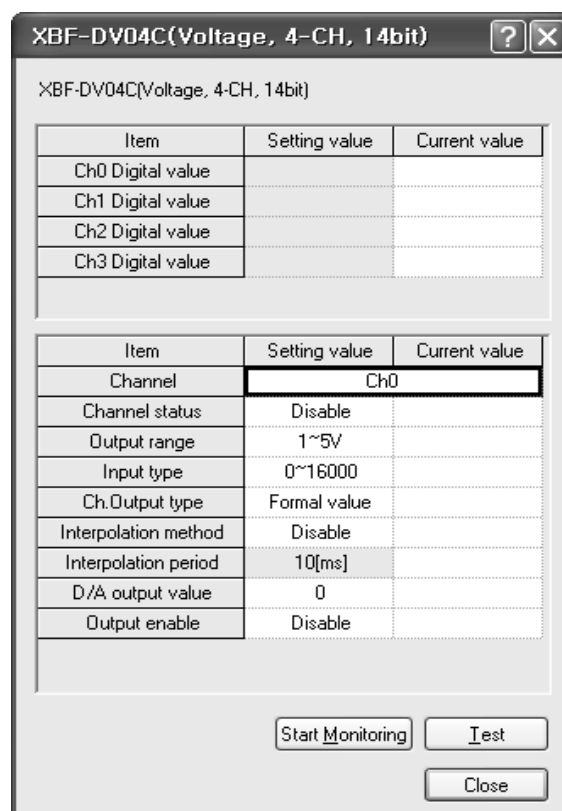 XBF-DV04C(Voltage, 4-CH, 14bit)
XBF-DV04C(Voltage, 4-CH, 14bit)
Item Setting value Current value
Ch0 Digital value
Ch1 Digital value
Ch2 Digital value
Ch3 Digital value
Item Setting value Current value
Channel Ch0
Channel status Disable
Output range 1~5V
Input type 0~16000
Ch.Output type Formal value
Interpolation method Disable
Interpolation period 10[ms]
D/A output value 0
Output enable Disable
Start Monitoring Test
Close